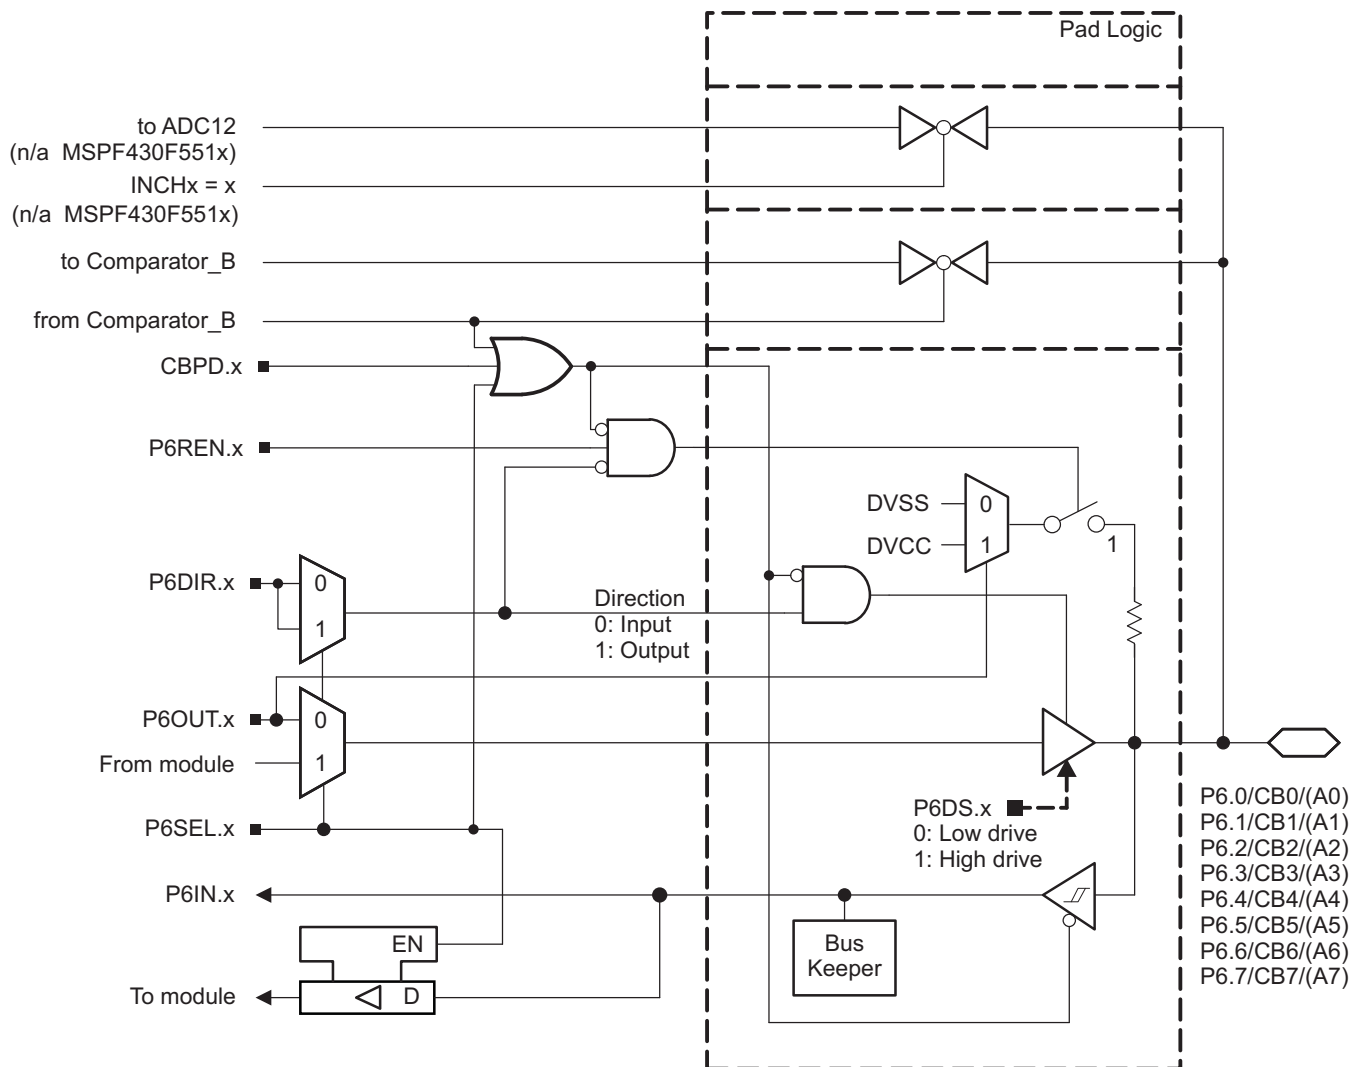 Pad Logic
to ADC12
(n/a MSPF430F551x)
INCHx = x
(n/a MSPF430F551x)
to Comparator_B
from Comparator_B
CBPD.x
P6REN.x
DVSS
0
DVCC
1
1
P6DIR.x
0
1
Direction
0: Input
1: Output
P6OUT.x
0
From module
1
P6SEL.x
P6DS.x
0: Low drive
1: High drive
P6.0/CB0/(A0)
P6.1/CB1/(A1)
P6.2/CB2/(A2)
P6.3/CB3/(A3)
P6.4/CB4/(A4)
P6.5/CB5/(A5)
P6.6/CB6/(A6)
P6.7/CB7/(A7)
P6IN.x
Bus
Keeper
EN
To module
D